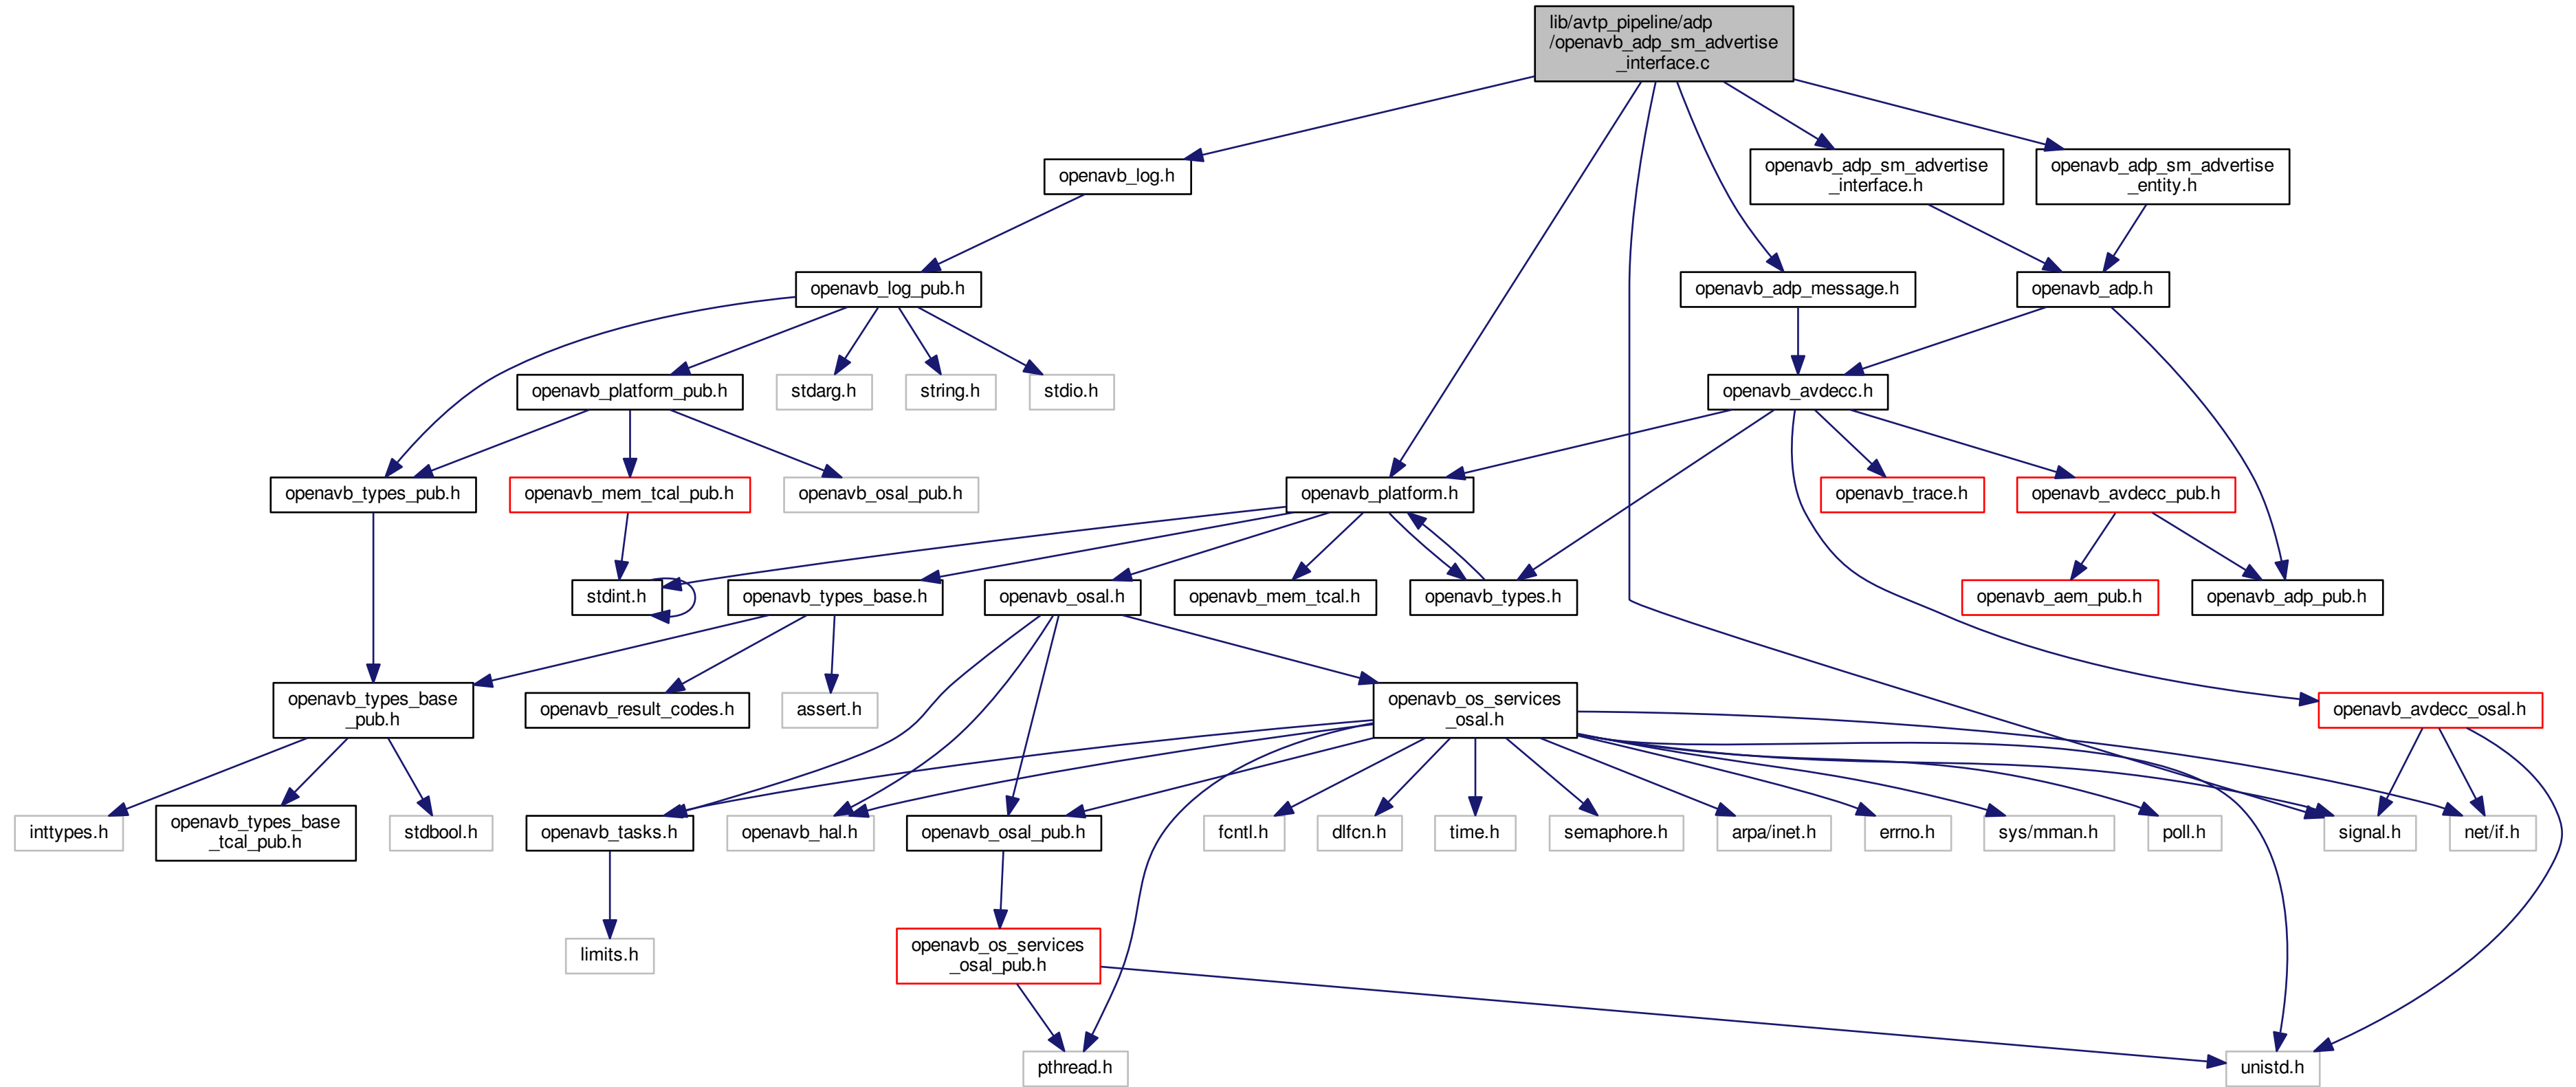 lib/avtp_pipeline/adp
/openavb_adp_sm_advertise
_interface.c
openavb_log.h
openavb_adp_sm_advertise
_interface.h
openavb_adp_sm_advertise
_entity.h
openavb_log_pub.h
openavb_adp_message.h
openavb_adp.h
openavb_platform_pub.h
stdarg.h
string.h
stdio.h
openavb_avdecc.h
openavb_types_pub.h
openavb_mem_tcal_pub.h
openavb_osal_pub.h
openavb_platform.h
openavb_trace.h
openavb_avdecc_pub.h
stdint.h
openavb_types_base.h
openavb_osal.h
openavb_mem_tcal.h
openavb_types.h
openavb_aem_pub.h
openavb_adp_pub.h
openavb_types_base
_pub.h
openavb_result_codes.h
assert.h
openavb_os_services
_osal.h
openavb_avdecc_osal.h
inttypes.h
openavb_types_base
_tcal_pub.h
stdbool.h
openavb_tasks.h
openavb_hal.h
openavb_osal_pub.h
fcntl.h
dlfcn.h
time.h
semaphore.h
arpa/inet.h
errno.h
sys/mman.h
poll.h
signal.h
net/if.h
limits.h
openavb_os_services
_osal_pub.h
pthread.h
unistd.h